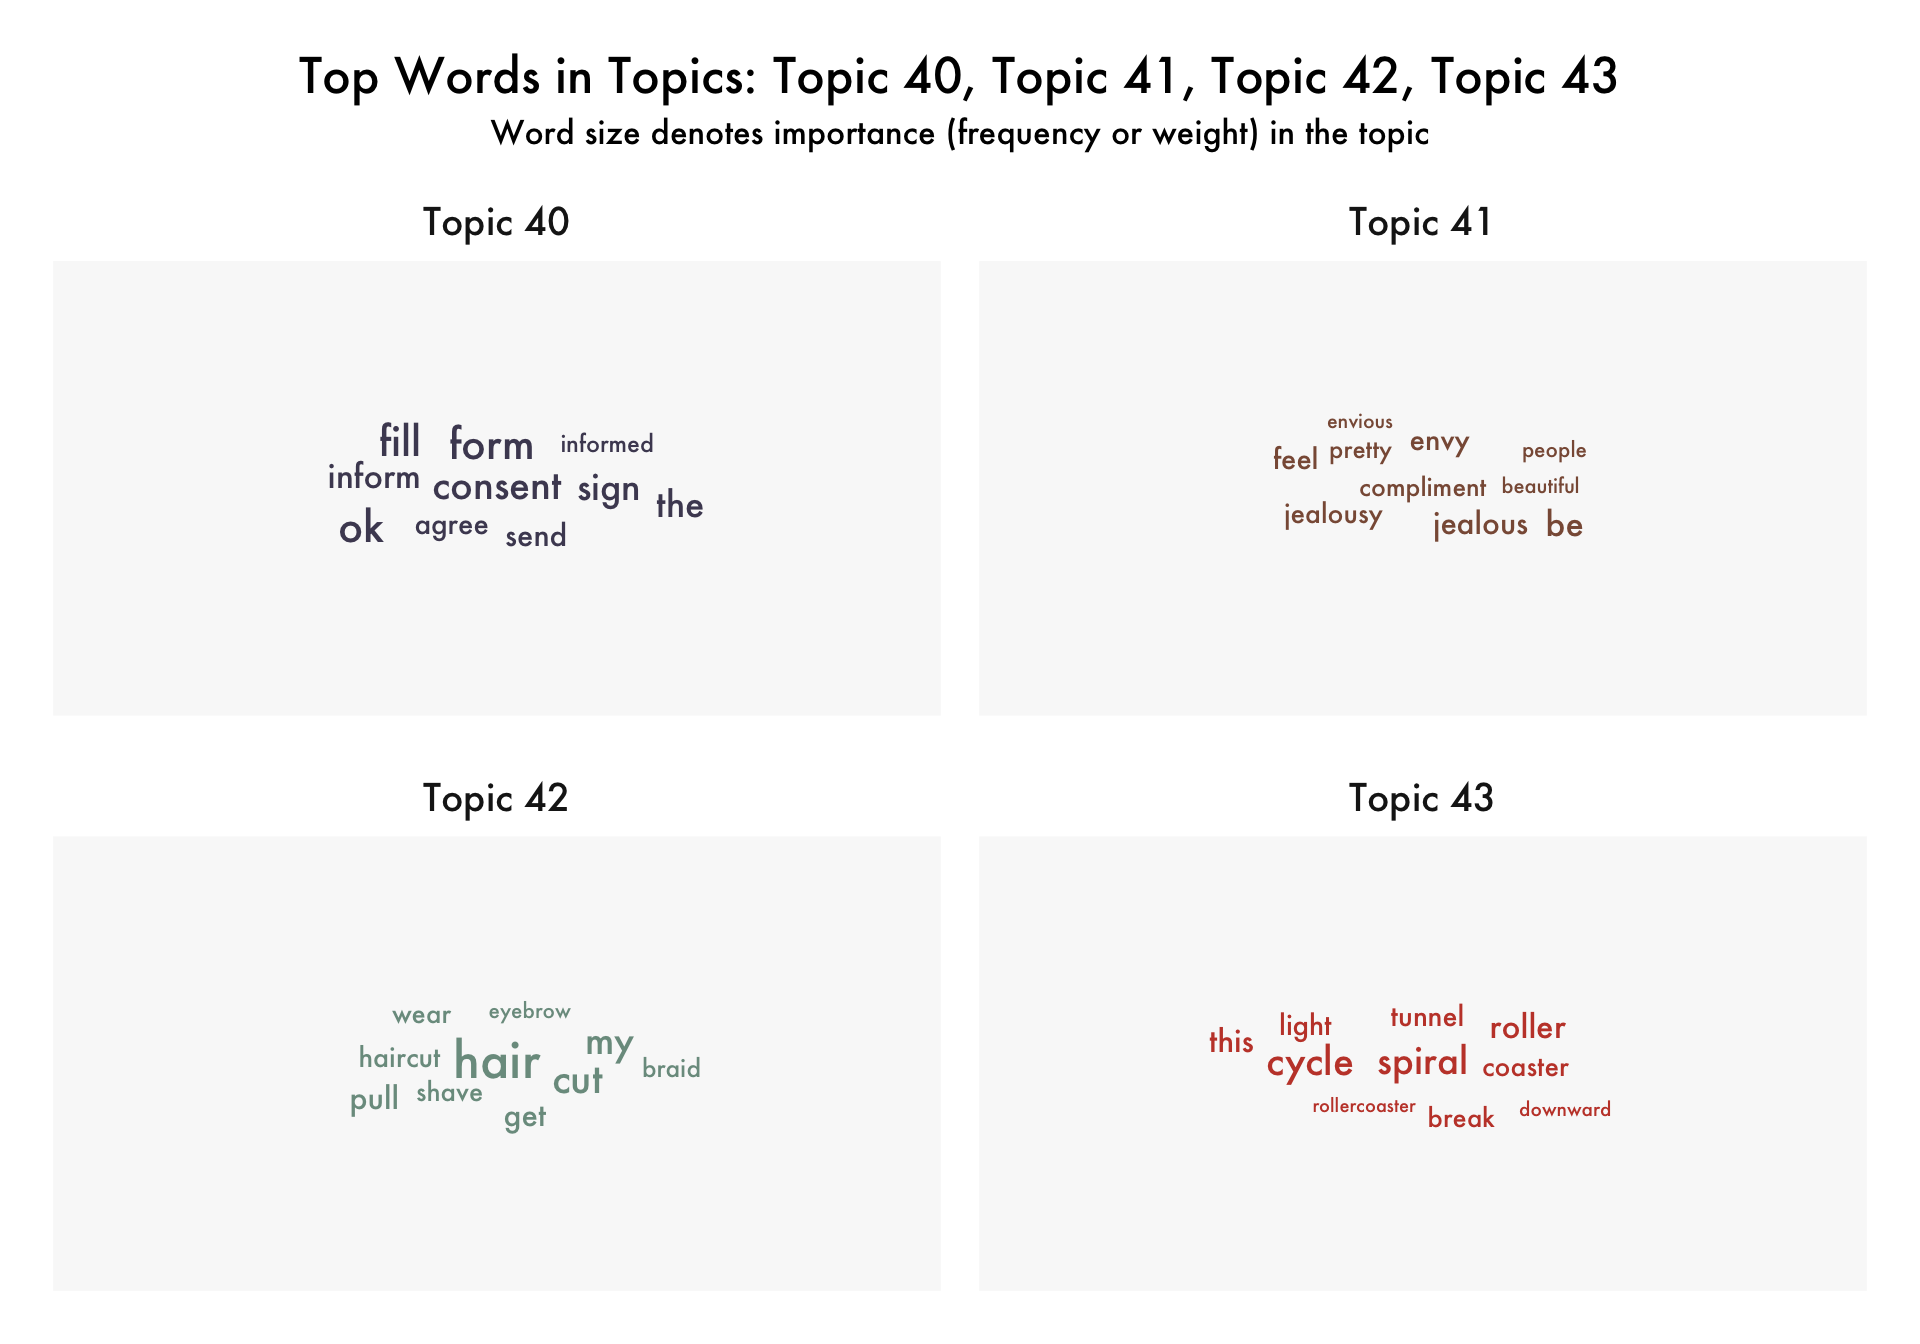 Top Words in Topics: Topic 40, Topic 41, Topic 42, Topic 43
Word size denotes importance (frequency or weight) in the topic
Topic 40
fill form informed
inform consent sign the
ok agree send
Topic 41
envious
feel pretty envy people
compliment beautiful
jealousy jealous be
Topic 42
wear eyebrow
haircut hair my
cut braid
pull shave
get
Topic 43
this light tunnel roller
cycle spiral coaster
rollercoaster break downward